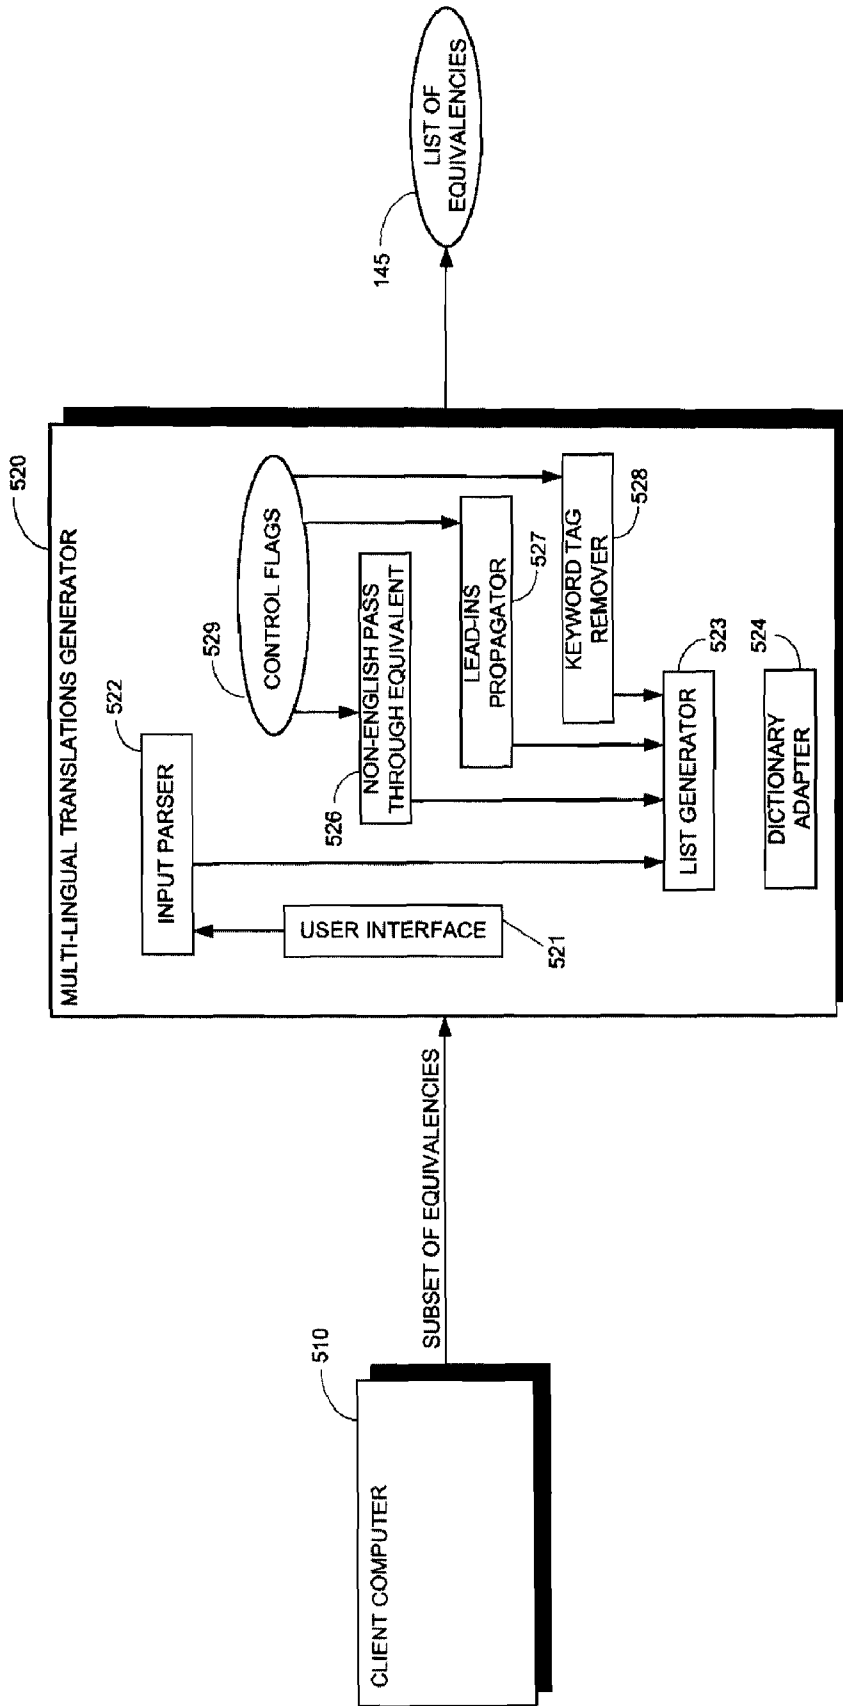 510
CLIENT COMPUTER
SUBSET OF EQUIVALENCIES
520
MULTI-LINGUAL TRANSLATIONS GENERATOR
522
INPUT PARSER
USER INTERFACE
521
529
CONTROL FLAGS
NON-ENGLISH PASS
THROUGH EQUIVALENT
526
LEAD-INS
PROPAGATOR
527
KEYWORD TAG
REMOVER
528
LIST GENERATOR
523
DICTIONARY
ADAPTER
524
145
LIST OF
EQUIVALENCIES